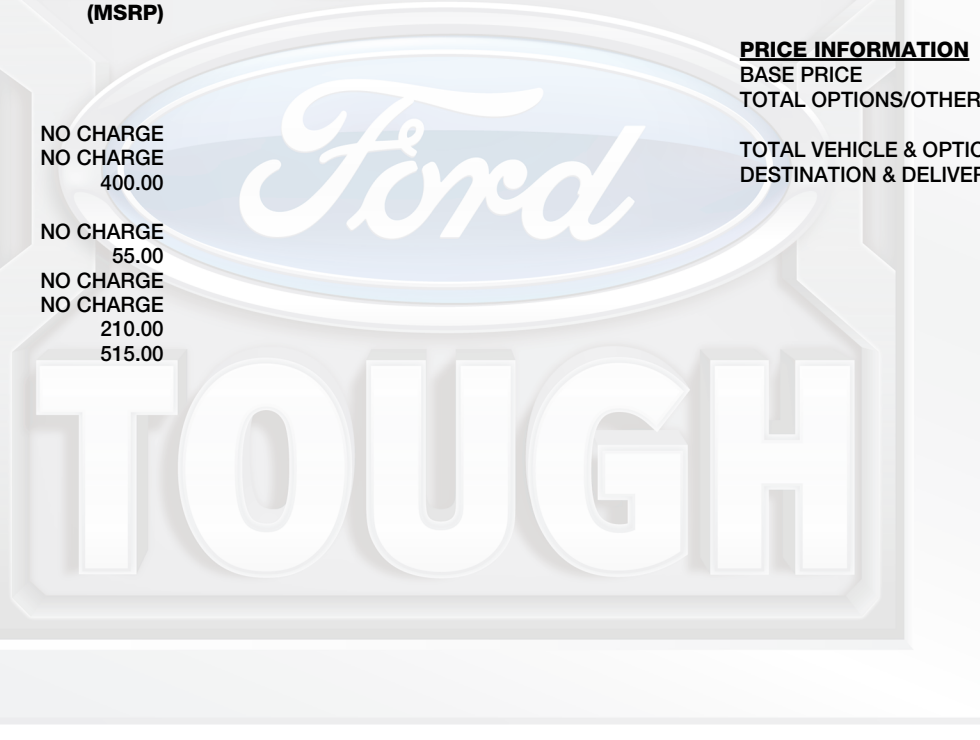 (MSRP)
NO CHARGE
NO CHARGE
400.00
NO CHARGE
55.00
NO CHARGE
NO CHARGE
210.00
515.00
PRICE INFORMATION
BASE PRICE
TOTAL OPTIONS/OTHER
TOTAL VEHICLE & OPTIO
DESTINATION & DELIVER
Ford
TOUGH